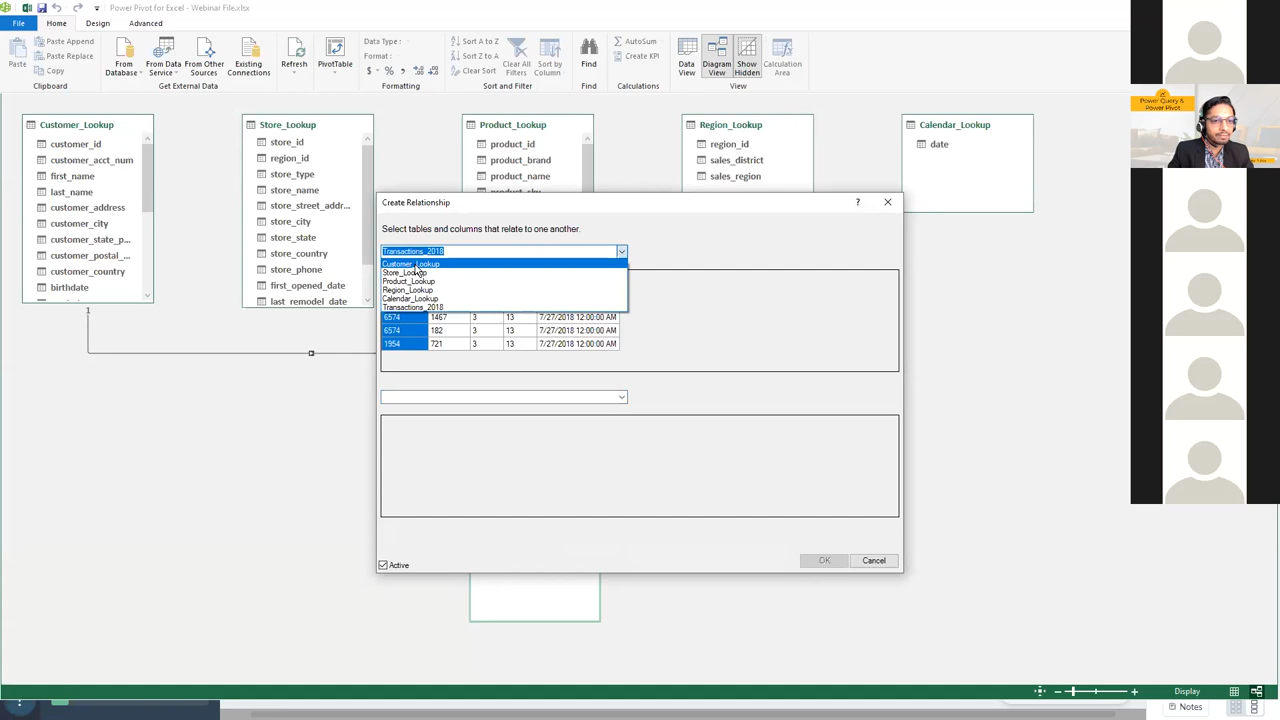 Power Pivot for Excel - Webinar File.xlsx
File
Home
Design
Advanced
Paste
Paste Append
Paste Replace
Copy
Clipboard
From Database
From Data Service
From Other Sources
Existing Connections
Get External Data
Refresh
PivotTable
Data Type :
Format :
$ % ,
Formatting
Sort A to Z
Sort Z to A
Clear Sort
Clear All Filters
Sort by Column
Sort and Filter
Find
Find
AutoSum
Create KPI
Calculations
Data View
Diagram View
Show Hidden
Calculation Area
View
Power Query & Power Pivot
Customer_Lookup
customer_id
customer_acct_num
first_name
last_name
customer_address
customer_city
customer_state_p...
customer_postal_...
customer_country
birthdate
1
Store_Lookup
store_id
region_id
store_type
store_name
store_street_addr...
store_city
store_state
store_country
store_phone
first_opened_date
last_remodel_date
Product_Lookup
product_id
product_brand
product_name
Region_Lookup
region_id
sales_district
sales_region
Calendar_Lookup
date
Create Relationship
?
Select tables and columns that relate to one another.
Transactions_2018
Customer_Lookup
Store_Lookup
Product_Lookup
Region_Lookup
Calendar_Lookup
Transactions_2018
6574 1467 3 13 7/27/2018 12:00:00 AM
6574 182 3 13 7/27/2018 12:00:00 AM
1954 721 3 13 7/27/2018 12:00:00 AM
Active
OK
Cancel
Display
Notes